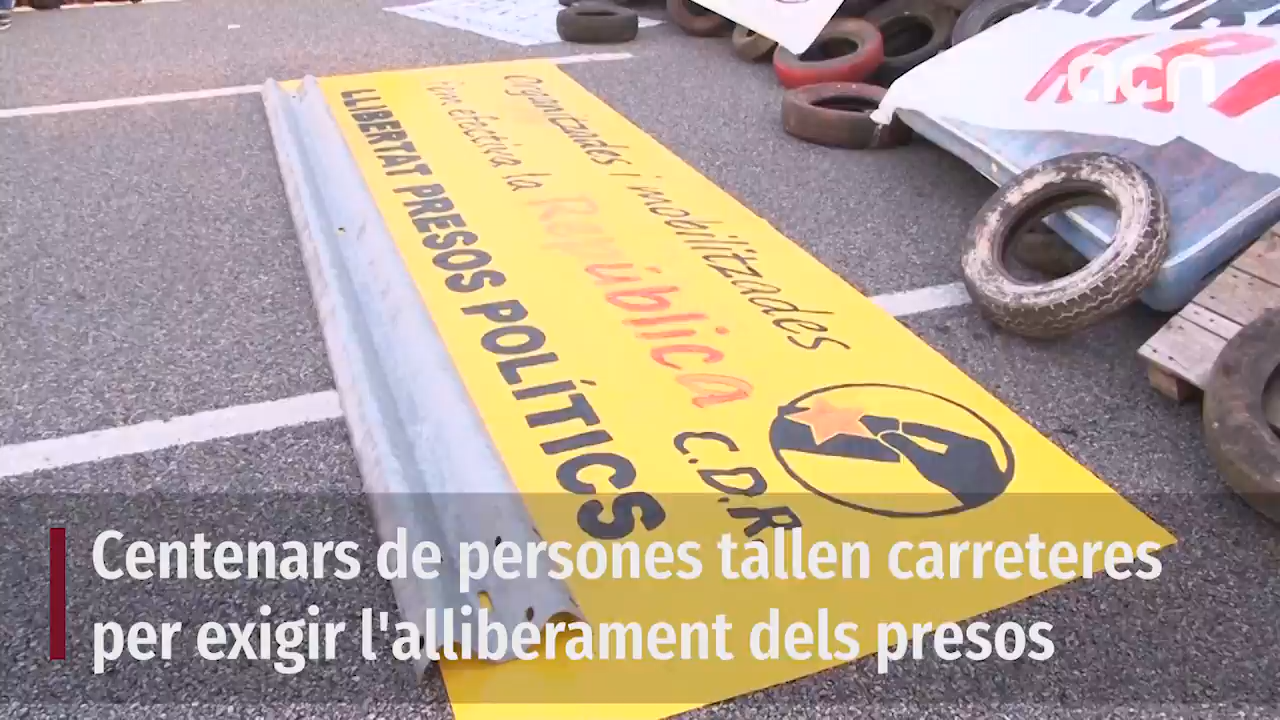 acn
Organitzades i mobilitzades
fem efectiva la República
LLIBERTAT PRESOS POLÍTICS
C.D.R.
Centenars de persones tallen carreteres
per exigir l'alliberament dels presos